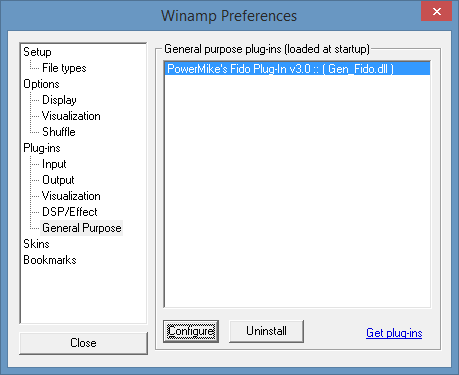 Winamp Preferences
Setup
File types
Options
Display
Visualization
Shuffle
Plug-ins
Input
Output
Visualization
DSP/Effect
General Purpose
Skins
Bookmarks
Close
General purpose plug-ins (loaded at startup)
PowerMike's Fido Plug-In v3.0 :: ( Gen_Fido.dll )
Configure
Uninstall
Get plug-ins